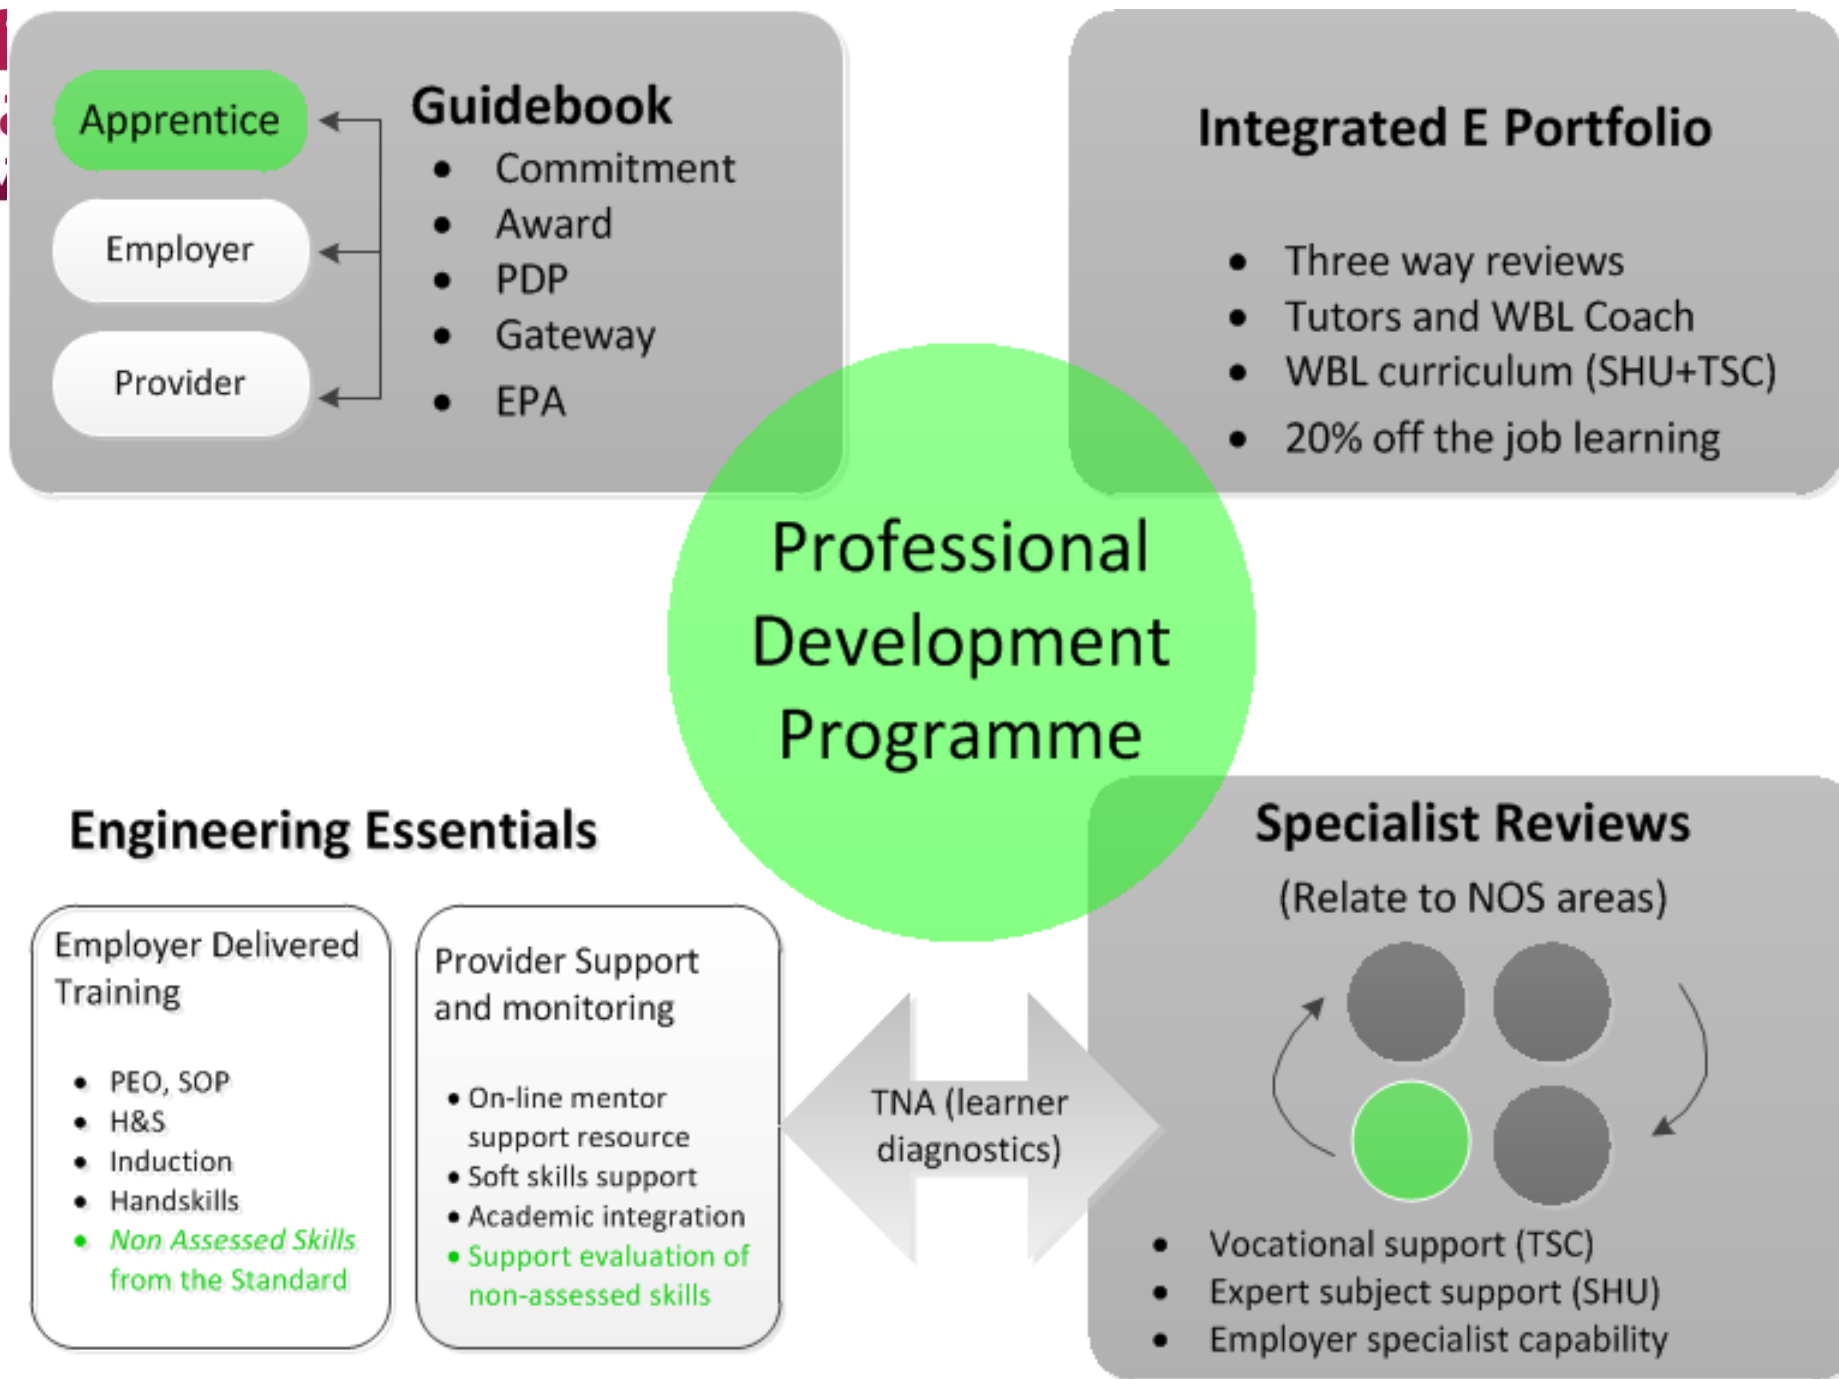 Apprentice
Employer
Provider
Guidebook
• Commitment
• Award
• PDP
• Gateway
• EPA
Integrated E Portfolio
• Three way reviews
• Tutors and WBL Coach
• WBL curriculum (SHU+TSC)
• 20% off the job learning
Professional
Development
Programme
Engineering Essentials
Employer Delivered
Training
• PEO, SOP
• H&S
• Induction
• Handskills
• Non Assessed Skills
from the Standard
Provider Support
and monitoring
• On-line mentor
support resource
• Soft skills support
• Academic integration
• Support evaluation of
non-assessed skills
TNA (learner
diagnostics)
Specialist Reviews
(Relate to NOS areas)
• Vocational support (TSC)
• Expert subject support (SHU)
• Employer specialist capability